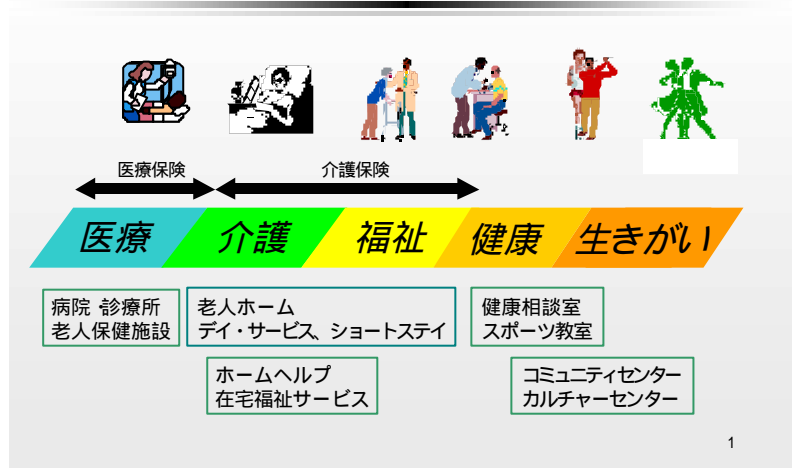 医療保険
介護保険
医療
介護
福祉
健康
生きがい
病院・診療所
老人保健施設
老人ホーム
デイ・サービス、ショートステイ
健康相談室
スポーツ教室
ホームヘルプ
在宅福祉サービス
コミュニティセンター
カルチャーセンター
1